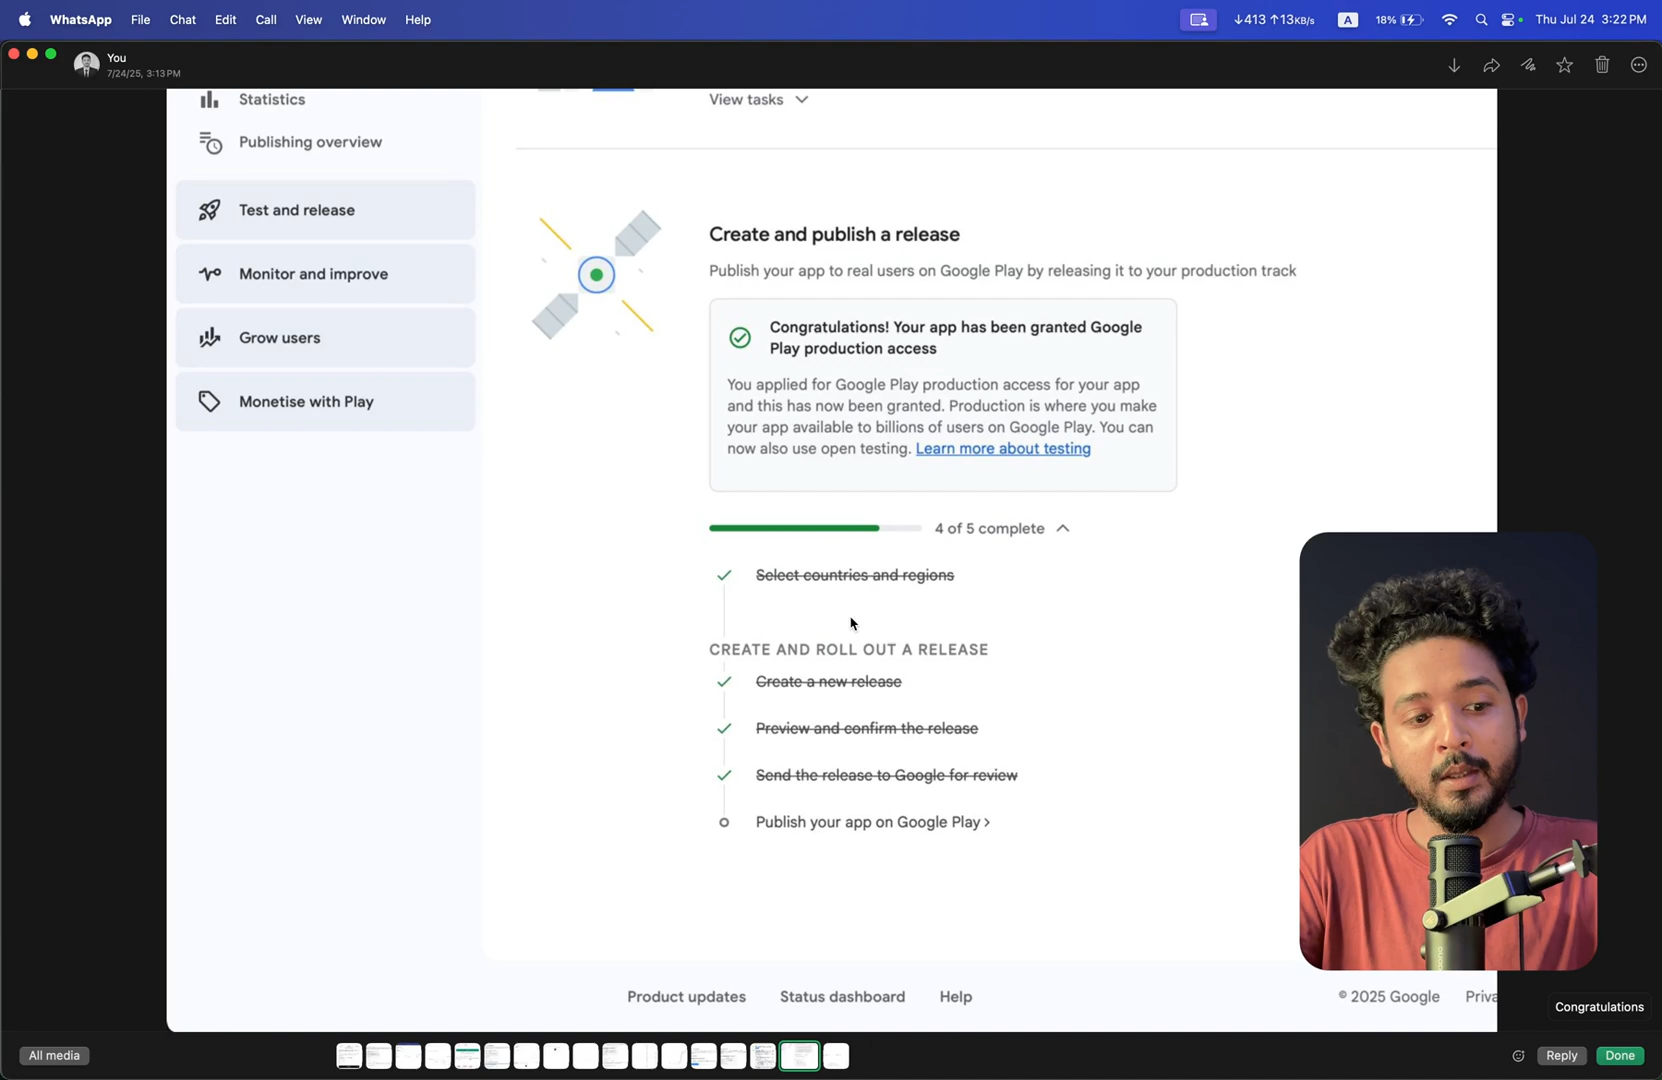 WhatsApp File Chat Edit Call View Window Help
↓413 ↑13KB/s A 18% Thu Jul 24 3:22 PM
You
7/24/25, 3:13 PM
Statistics
View tasks
Publishing overview
Test and release
Monitor and improve
Grow users
Monetise with Play
Create and publish a release
Publish your app to real users on Google Play by releasing it to your production track
Congratulations! Your app has been granted Google
Play production access
You applied for Google Play production access for your app
and this has now been granted. Production is where you make
your app available to billions of users on Google Play. You can
now also use open testing. Learn more about testing
4 of 5 complete
Select countries and regions
CREATE AND ROLL OUT A RELEASE
Create a new release
Preview and confirm the release
Send the release to Google for review
Publish your app on Google Play >
Product updates Status dashboard Help
© 2025 Google Priva
Congratulations
All media
Reply Done